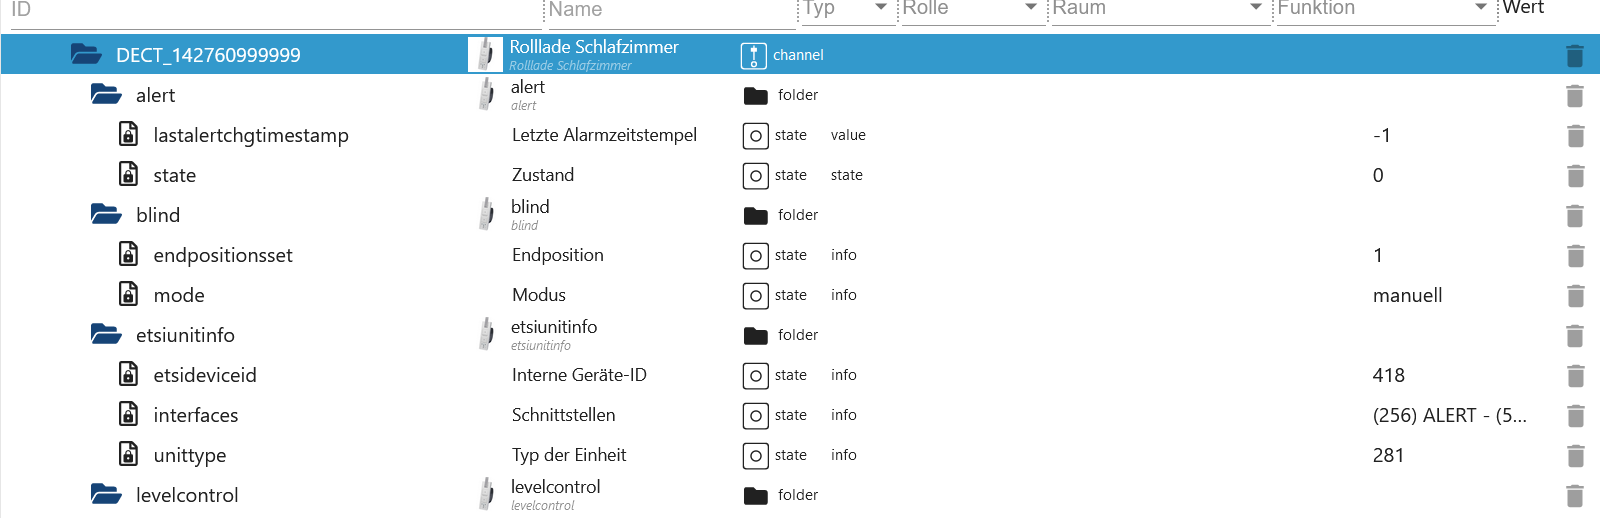 ID Name Typ Rolle Raum Funktion Wert
DECT_142760999999 Rolllade Schlafzimmer channel
Rolllade Schlafzimmer
alert alert folder
alert
lastalertchgtimestamp Letzte Alarmzeitstempel state value -1
state Zustand state state 0
blind blind folder
blind
endpositionsset Endposition state info 1
mode Modus state info manuell
etsiunitinfo etsiunitinfo folder
etsiunitinfo
etsideviceid Interne Geräte-ID state info 418
interfaces Schnittstellen state info (256) ALERT - (5...
unittype Typ der Einheit state info 281
levelcontrol levelcontrol folder
levelcontrol